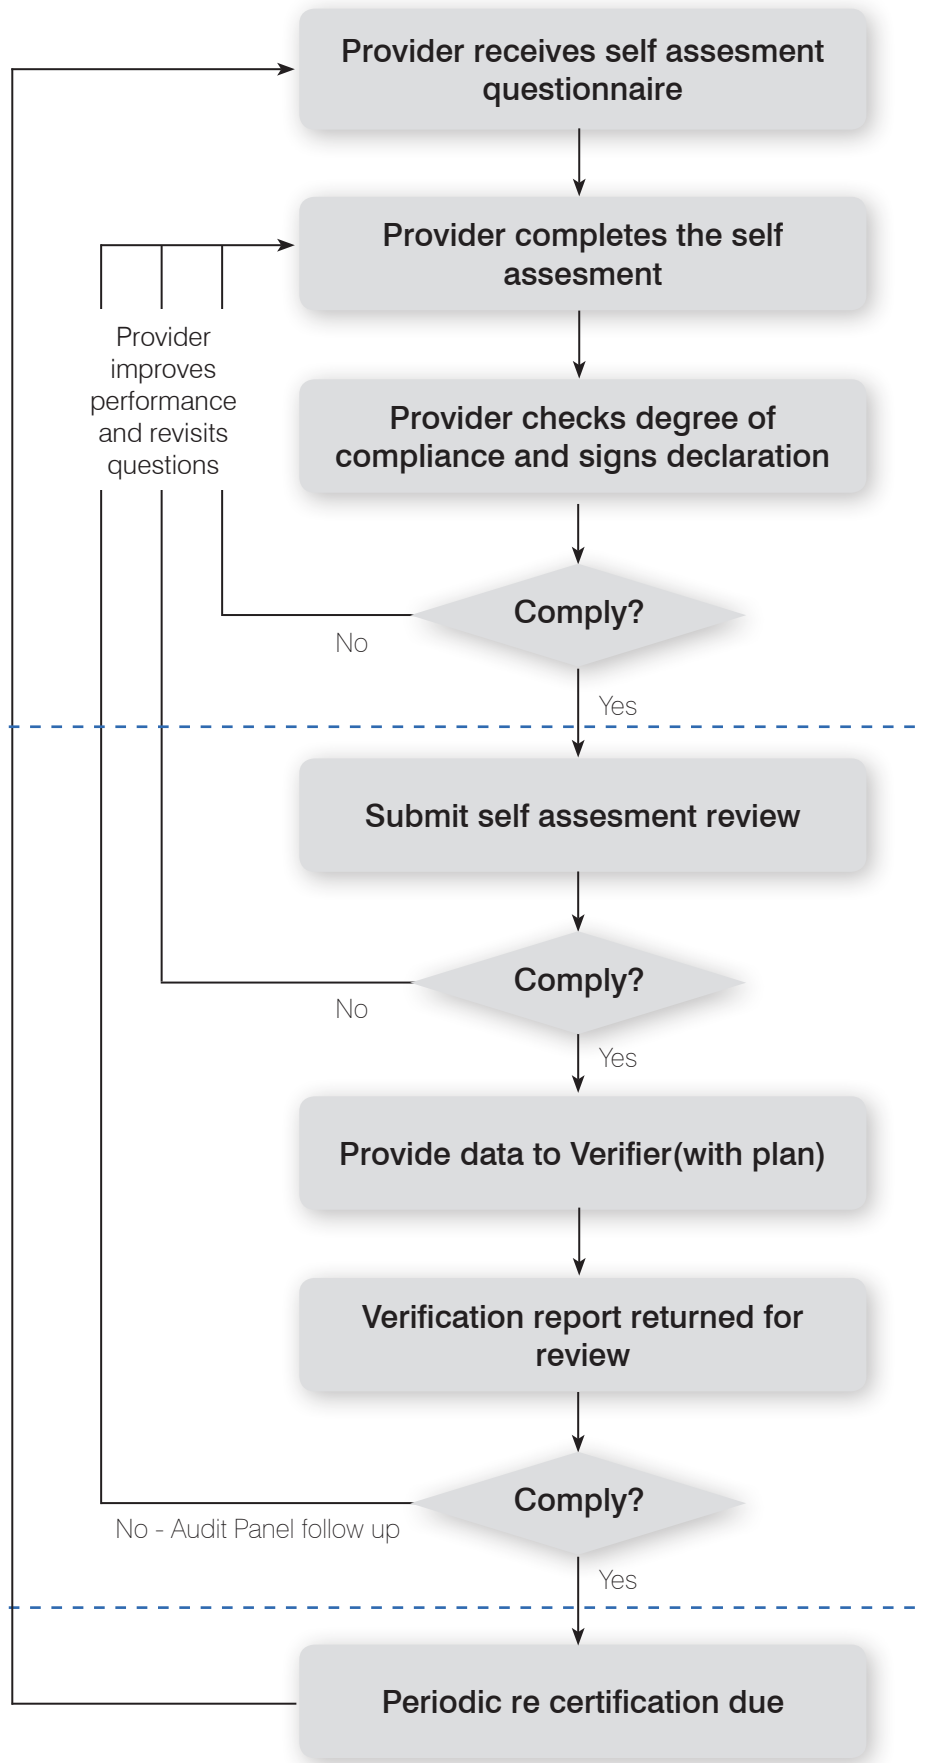 Provider receives self assesment
questionnaire
Provider completes the self
assesment
Provider
improves
performance
and revisits
questions
Provider checks degree of
compliance and signs declaration
Comply?
No
Yes
Submit self assesment review
Comply?
No
Yes
Provide data to Verifier(with plan)
Verification report returned for
review
Comply?
No - Audit Panel follow up
Yes
Periodic re certification due